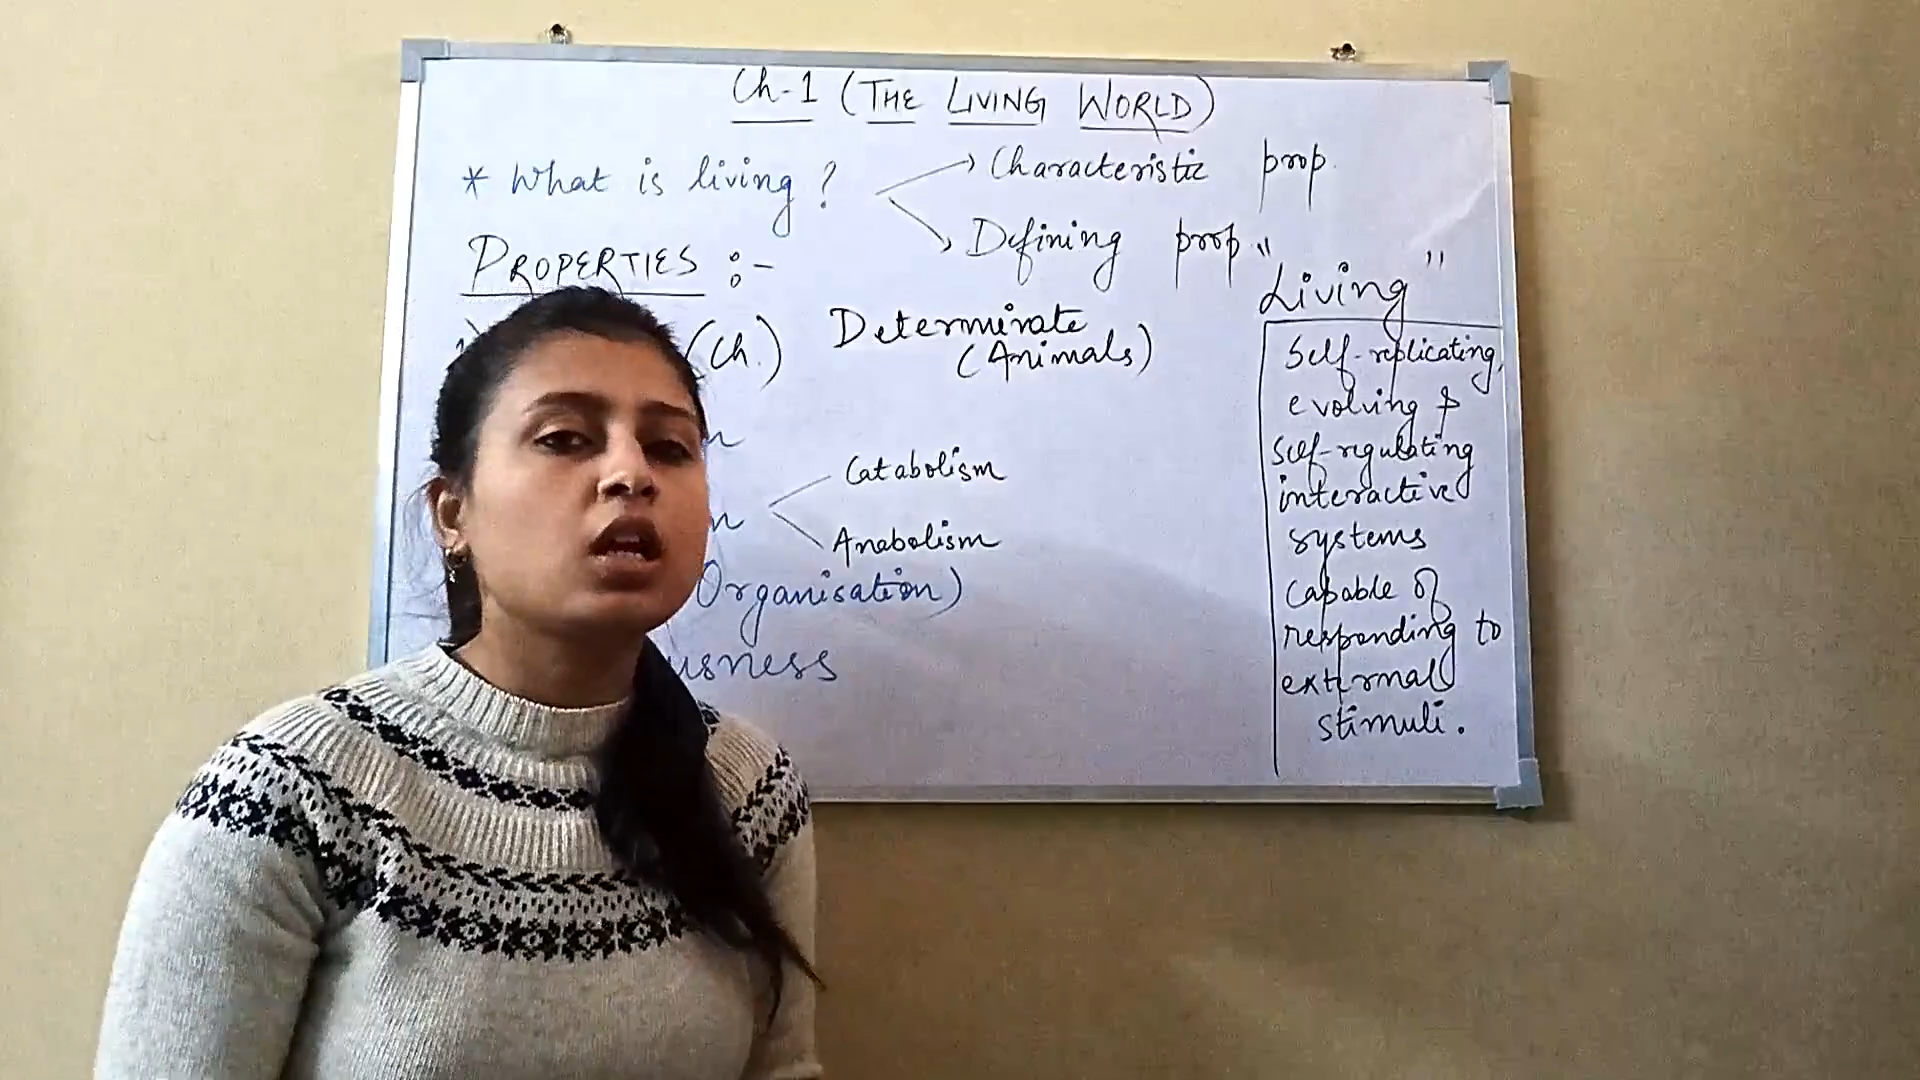 Ch-1 (THE LIVING WORLD)
* What is living?
Characteristic prop.
Defining prop
PROPERTIES :-
(Ch.)
Determinate
(Animals)
Catabolism
Anabolism
Organisation)
usness
"Living"
Self-replicating,
evolving &
Self-regulating
interactive
systems
capable of
responding to
external
stimuli.